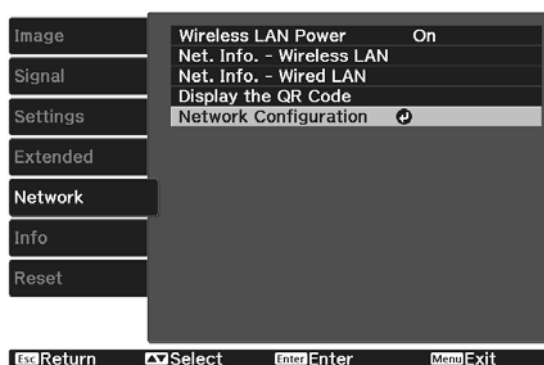 Image
Signal
Settings
Extended
Network
Info
Reset
Wireless LAN Power On
Net. Info. - Wireless LAN
Net. Info. - Wired LAN
Display the QR Code
Network Configuration
Esc Return Select Enter Enter Menu Exit